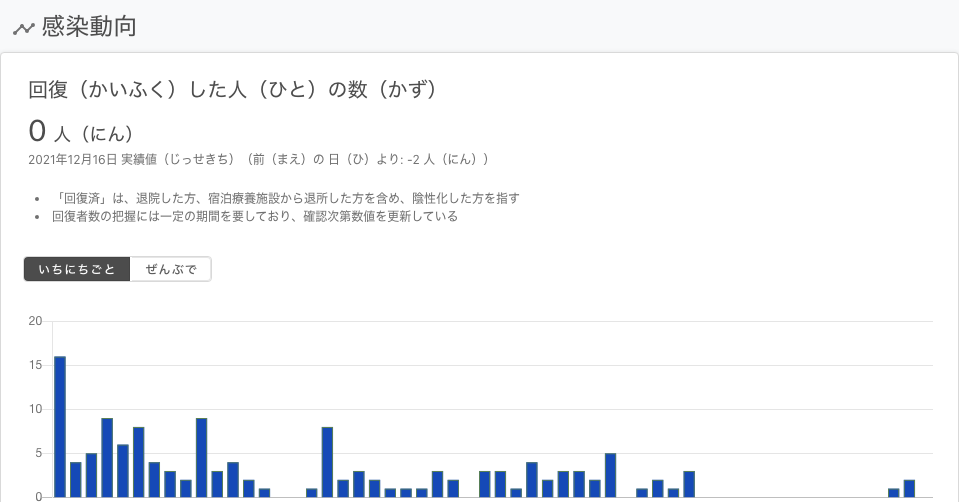 感染動向
回復（かいふく）した人（ひと）の数（かず）
0 人（にん）
2021年12月16日 実績値（じっせきち）（前（まえ）の 日（ひ）より: -2 人（にん））
「回復済」は、退院した方、宿泊療養施設から退所した方を含め、陰性化した方を指す
回復者数の把握には一定の期間を要しており、確認次第数値を更新している
いちにちごと ぜんぶで
20
15
10
5
0